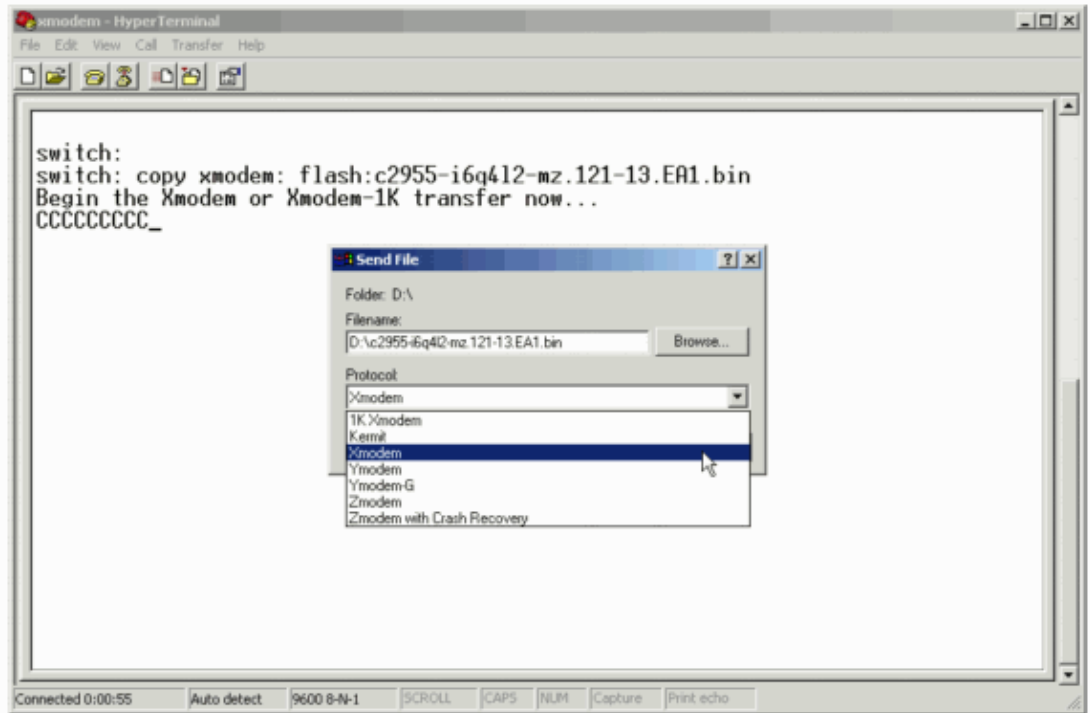 xmodem - HyperTerminal
File Edit View Call Transfer Help
switch:
switch: copy xmodem: flash:c2955-i6q4l2-mz.121-13.EA1.bin
Begin the Xmodem or Xmodem-1K transfer now...
CCCCCCCCC_
Send File
Folder: D:\
Filename:
D:\c2955-i6q4l2-mz.121-13.EA1.bin Browse...
Protocol:
Xmodem
1K Xmodem
Kermit
Xmodem
Ymodem
Ymodem-G
Zmodem
Zmodem with Crash Recovery
Connected 0:00:55 Auto detect 9600 8-N-1 SCROLL CAPS NUM Capture Print echo